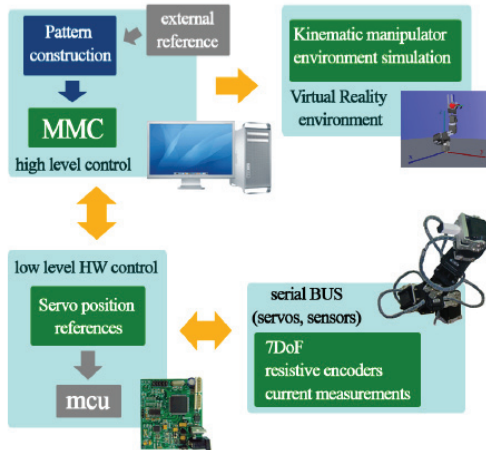 Pattern
construction
external
reference
MMC
high level control
Kinematic manipulator
environment simulation
Virtual Reality
environment
low level HW control
Servo position
references
mcu
serial BUS
(servos, sensors)
7DoF
resistive encoders
current measurements